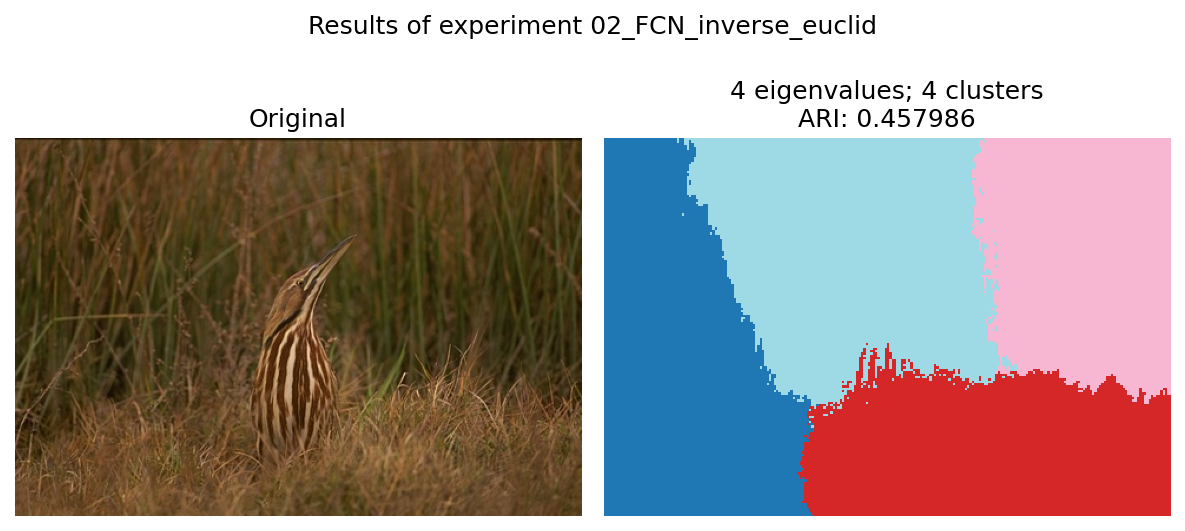 Results of experiment 02_FCN_inverse_euclid
Original
4 eigenvalues; 4 clusters
ARI: 0.457986